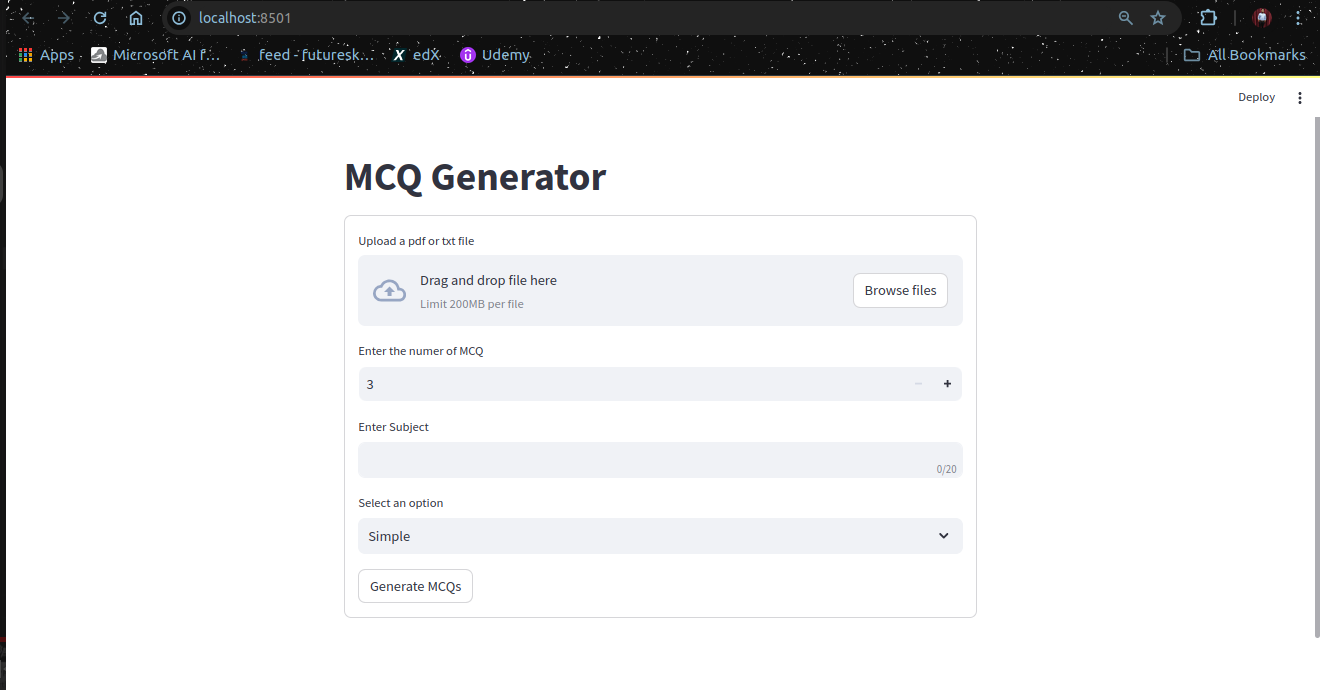 localhost:8501
Apps
Microsoft AI f...
feed - futuresk...
edX
Udemy
All Bookmarks
Deploy
MCQ Generator
Upload a pdf or txt file
Drag and drop file here
Limit 200MB per file
Browse files
Enter the numer of MCQ
3
Enter Subject
0/20
Select an option
Simple
Generate MCQs